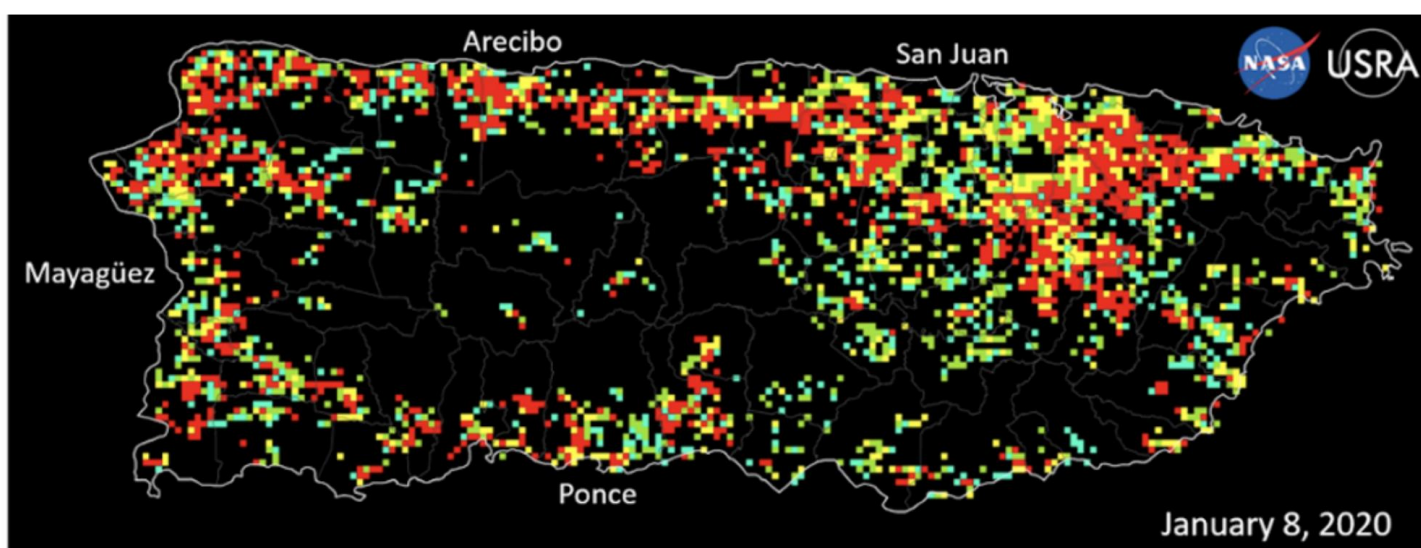 Arecibo
San Juan
NASA
USRA
Mayagüez
Ponce
January 8, 2020